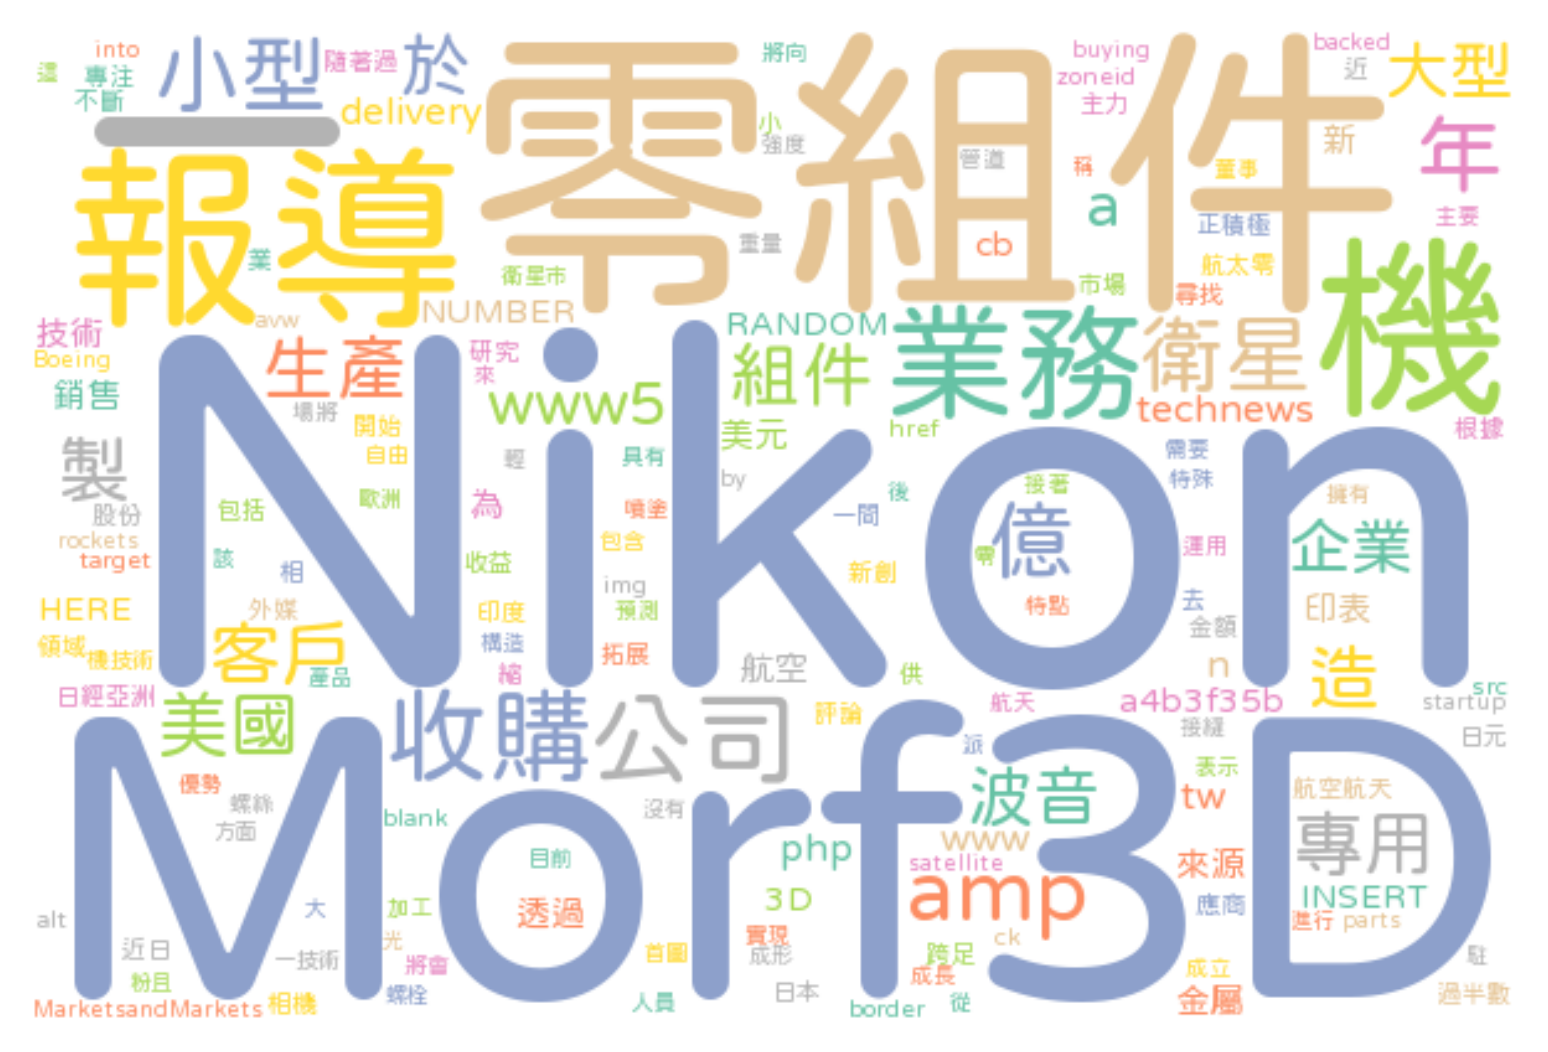 into
這
專注
不斷
小型
隨著過
於
delivery
一
零組件
將向
小
強度
buying
zoneid
主力
backed
近
大型
新
年
管道
稱
董事
a
cb
正積極
主要
報導
業
重量
衛星市
航太零
市場
尋找
機
NUMBER
avw
技術
Boeing
銷售
生產
研究
來
RANDOM
業務
衛星
組件
www5
technews
壞將
開始
自由
美元
href
根據
Nikon
製
股份
rockets
target
包括
歐洲
該
相
輕
為
收益
具有
噴塗
包含
by
img
一間
後
新創
接著
億
零
特點
需要
特殊
擁有
運用
企業
去
金額
印表
HERE
外媒
領域
機技術
客戶
產品
印度
構造
縮
預測
拓展
航空
供
n
造
日經亞洲
美國
收購
公司
評論
航天
派
a4b3f35b
接縫
src
startup
日元
Morf3D
優勢
螺絲
方面
blank
沒有
波音
表示
tw
航空航天
專用
目前
php
www
satellite
amp
來源
INSERT
alt
大
加工
光
透過
3D
實現
成形
ck
應商
進行
parts
近日
一技術
粉且
將會
首圖
跨足
成長
成立
駐
MarketsandMarkets
相機
螺栓
人員
日本
border
從
金屬
過半數